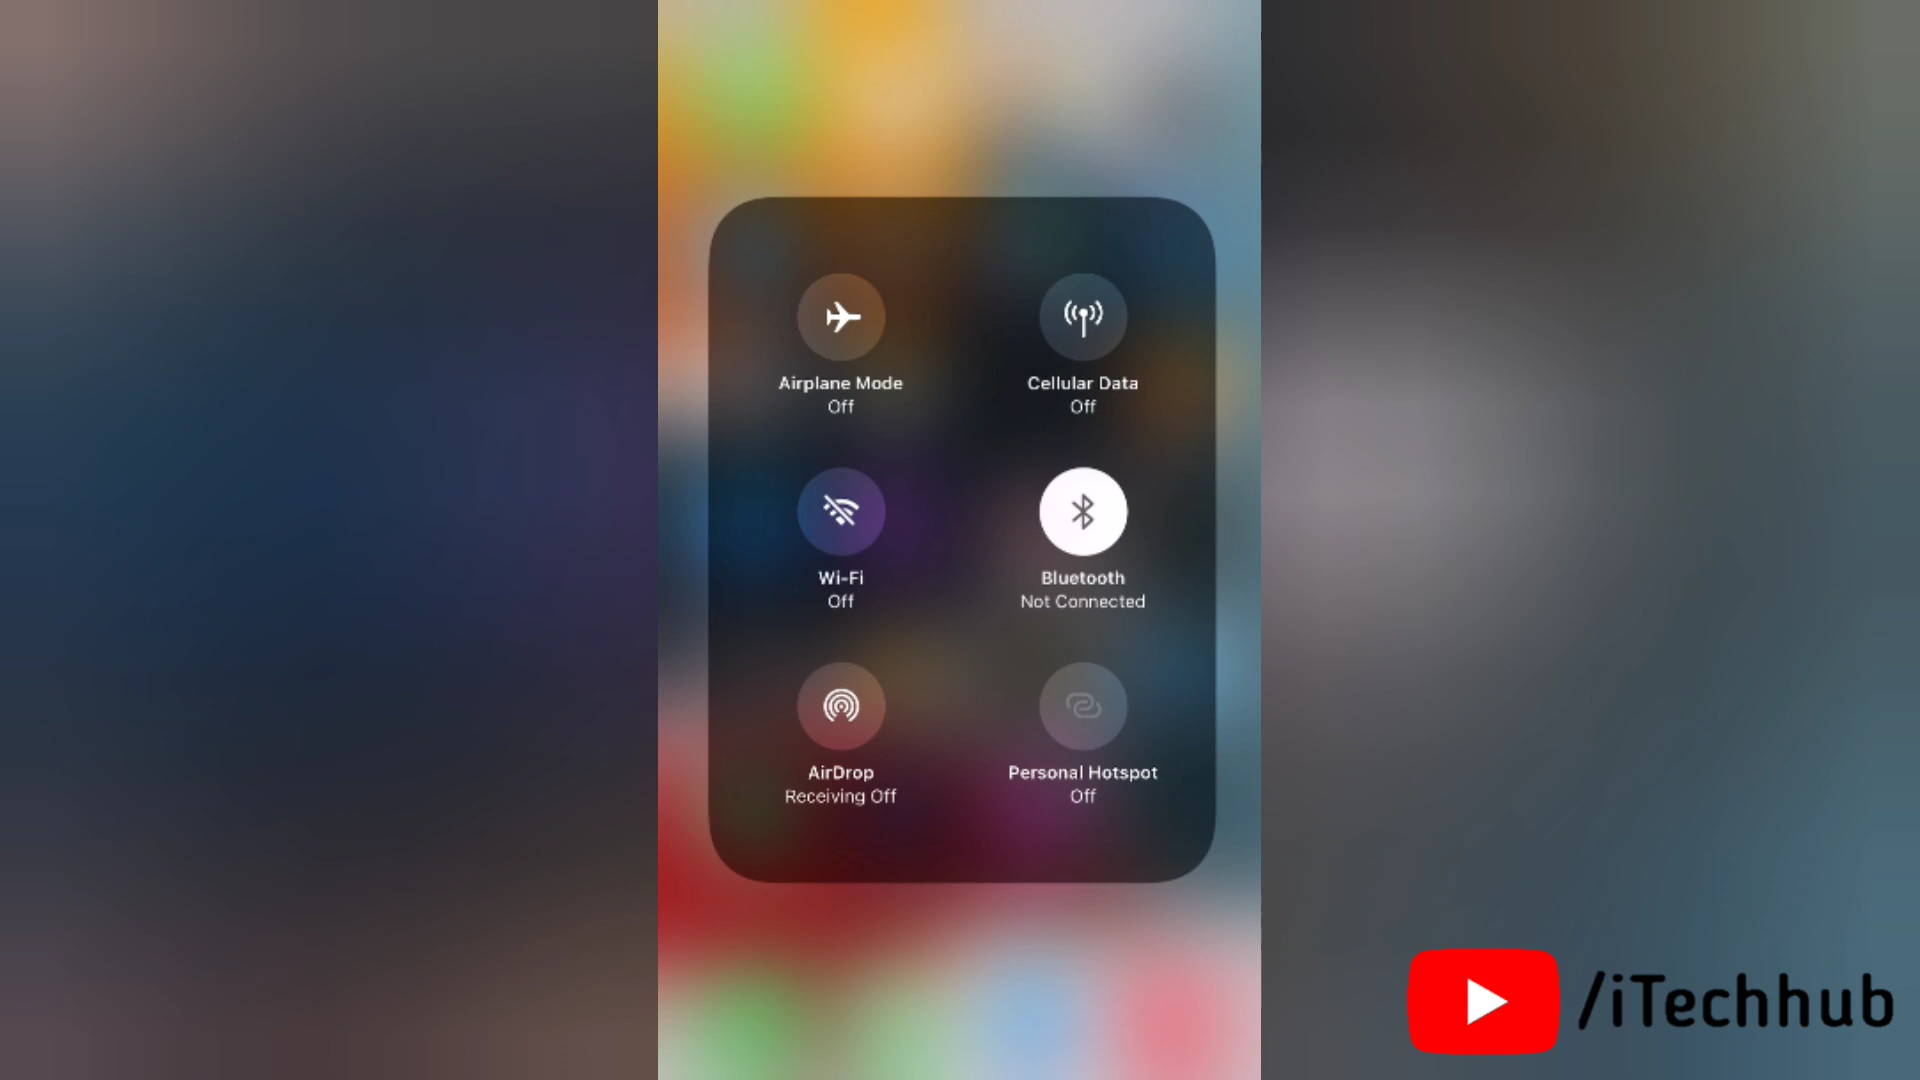 Airplane Mode
Off
Cellular Data
Off
Wi-Fi
Off
Bluetooth
Not Connected
AirDrop
Receiving Off
Personal Hotspot
Off
/iTechhub